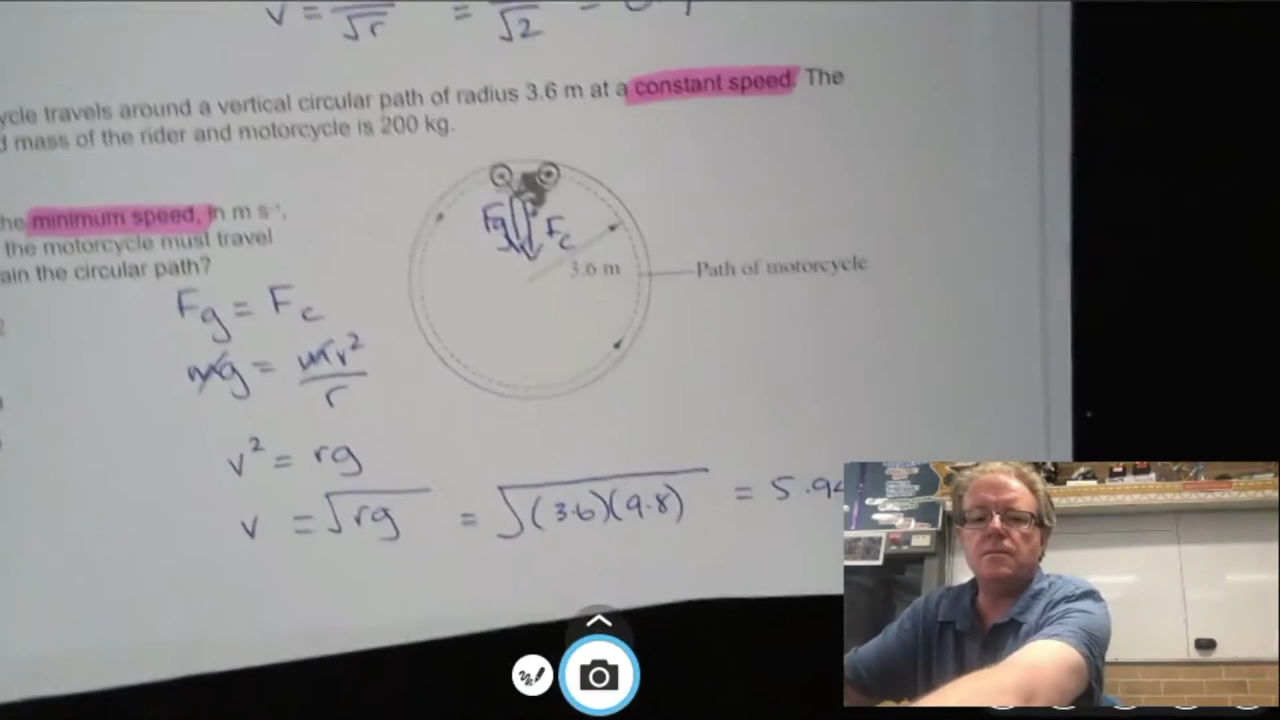 v = /√r = /√2 =
ycle travels around a vertical circular path of radius 3.6 m at a constant speed. The
mass of the rider and motorcycle is 200 kg.
he minimum speed, in m s⁻¹,
the motorcycle must travel
ain the circular path?
Fg Fc
3.6 m
Path of motorcycle
Fg = Fc
mg = mv²/r
v² = rg
v = √rg = √(3.6)(9.8) = 5.94